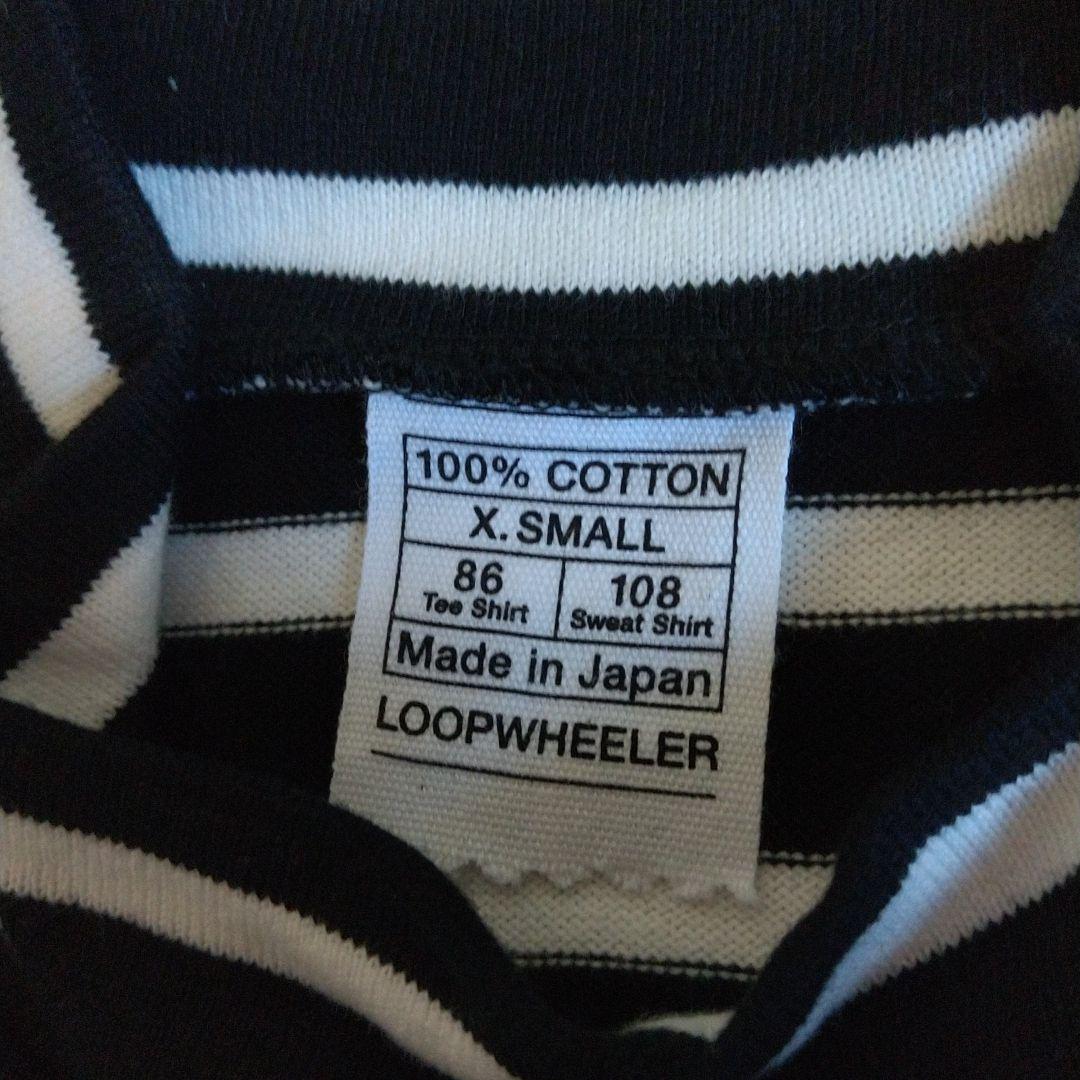 100% COTTON
X. SMALL
86 108
Tee Shirt Sweat Shirt
Made in Japan
LOOPWHEELER